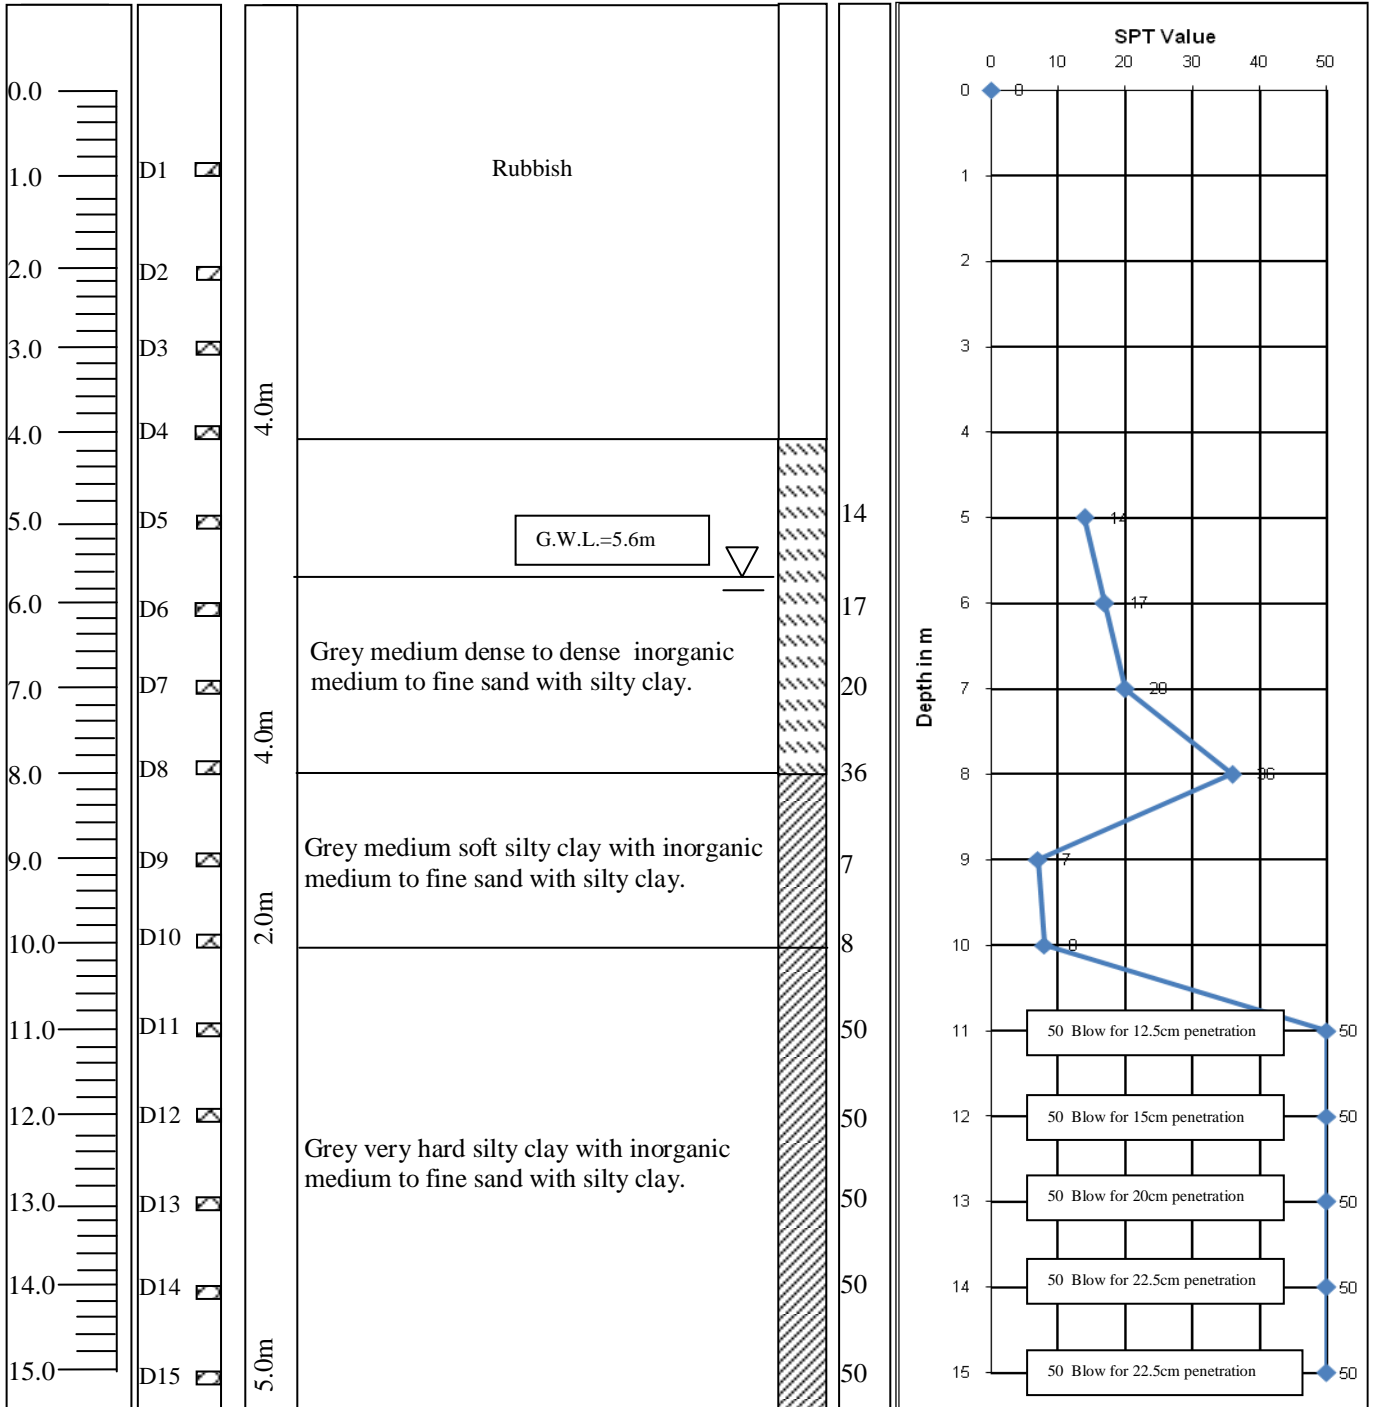 0.0
1.0
2.0
3.0
4.0
5.0
6.0
7.0
8.0
9.0
10.0
11.0
12.0
13.0
14.0
15.0
D1
D2
D3
D4
D5
D6
D7
D8
D9
D10
D11
D12
D13
D14
D15
4.0m
4.0m
2.0m
5.0m
Rubbish
G.W.L.=5.6m
Grey medium dense to dense inorganic
medium to fine sand with silty clay.
Grey medium soft silty clay with inorganic
medium to fine sand with silty clay.
Grey very hard silty clay with inorganic
medium to fine sand with silty clay.
14
17
20
36
7
8
50
50
50
50
50
SPT Value
0 10 20 30 40 50
Depth in m
0
1
2
3
4
5
6
7
8
9
10
11
12
13
14
15
0
14
17
20
36
7
8
50 Blow for 12.5cm penetration
50
50 Blow for 15cm penetration
50
50 Blow for 20cm penetration
50
50 Blow for 22.5cm penetration
50
50 Blow for 22.5cm penetration
50